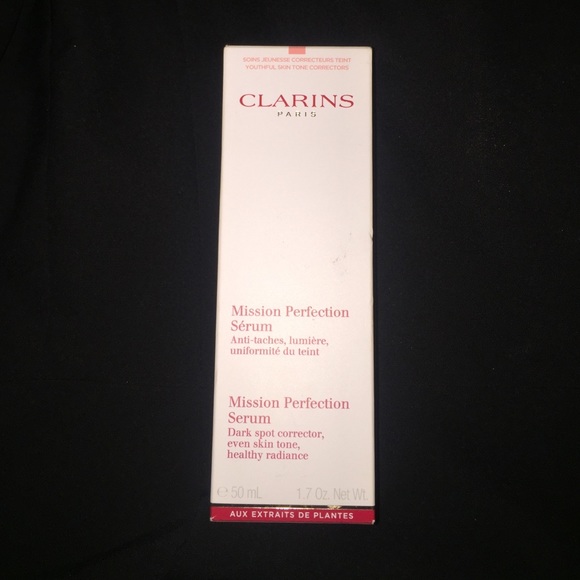 SOINS JEUNESSE CORRECTEURS TEINT
YOUTHFUL SKIN TONE CORRECTORS
CLARINS
PARIS
Mission Perfection
Sérum
Anti-taches, lumière,
uniformité du teint
Mission Perfection
Serum
Dark spot corrector,
even skin tone,
healthy radiance
℮ 50 mL 1.7 Oz. Net Wt.
AUX EXTRAITS DE PLANTES